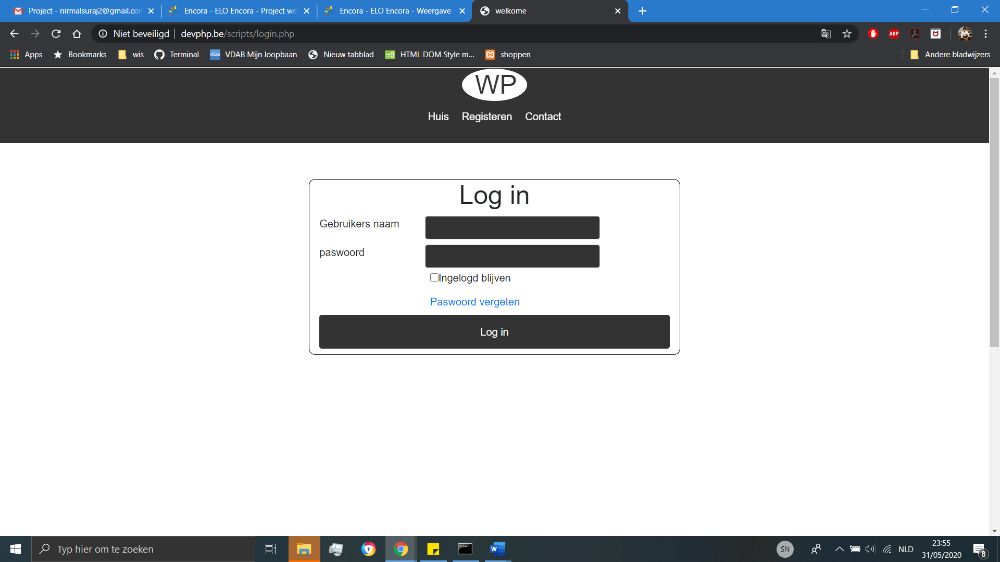 Project - nirmalsuraj2@gmail.con
Encora - ELO Encora - Project we
Encora - ELO Encora - Weergave
welkome
Niet beveiligd | devphp.be/scripts/login.php
Apps Bookmarks wis Terminal VDAB Mijn loopbaan Nieuw tabblad HTML DOM Style m... shoppen Andere bladwijzers
WP
Huis Registeren Contact
Log in
Gebruikers naam
paswoord
Ingelogd blijven
Paswoord vergeten
Log in
Typ hier om te zoeken
SN
NLD
23:55
31/05/2020
8